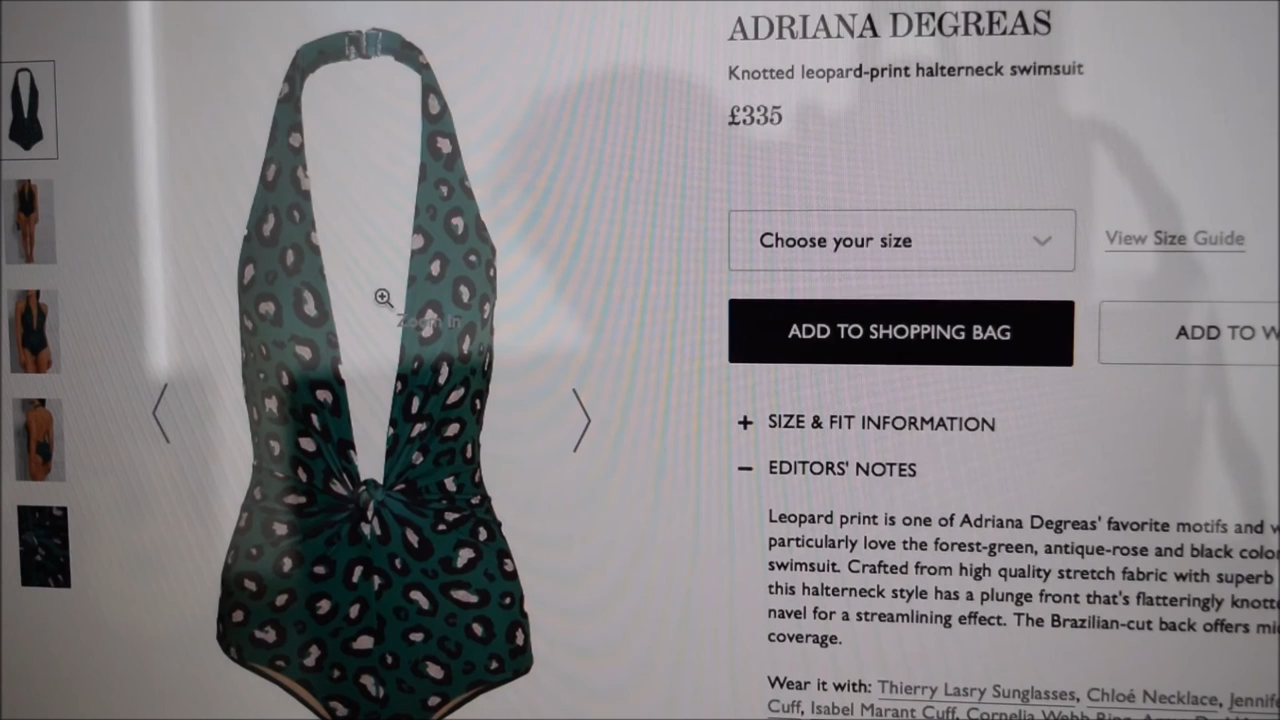 ADRIANA DEGREAS
Knotted leopard-print halterneck swimsuit
£335
Zoom In
Choose your size
View Size Guide
ADD TO SHOPPING BAG
ADD TO W
+ SIZE & FIT INFORMATION
− EDITORS' NOTES
Leopard print is one of Adriana Degreas' favorite motifs and
particularly love the forest-green, antique-rose and black
swimsuit. Crafted from high quality stretch fabric with superb
this halterneck style has a plunge front that's flatteringly
navel for a streamlining effect. The Brazilian-cut back offers
coverage.
Wear it with: Thierry Lasry Sunglasses, Chloé Necklace,
Cuff, Isabel Marant Cuff, Cornelia Webb